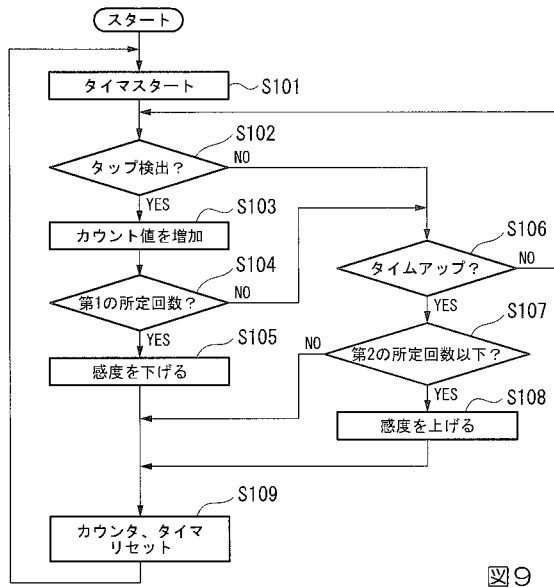 スタート
タイマスタート
S101
S102
タップ検出？
NO
YES
S103
カウント値を増加
S104
第1の所定回数？
NO
YES
S105
感度を下げる
S106
タイムアップ？
NO
YES
S107
第2の所定回数以下？
NO
YES
S108
感度を上げる
S109
カウンタ、タイマ
リセット
図9